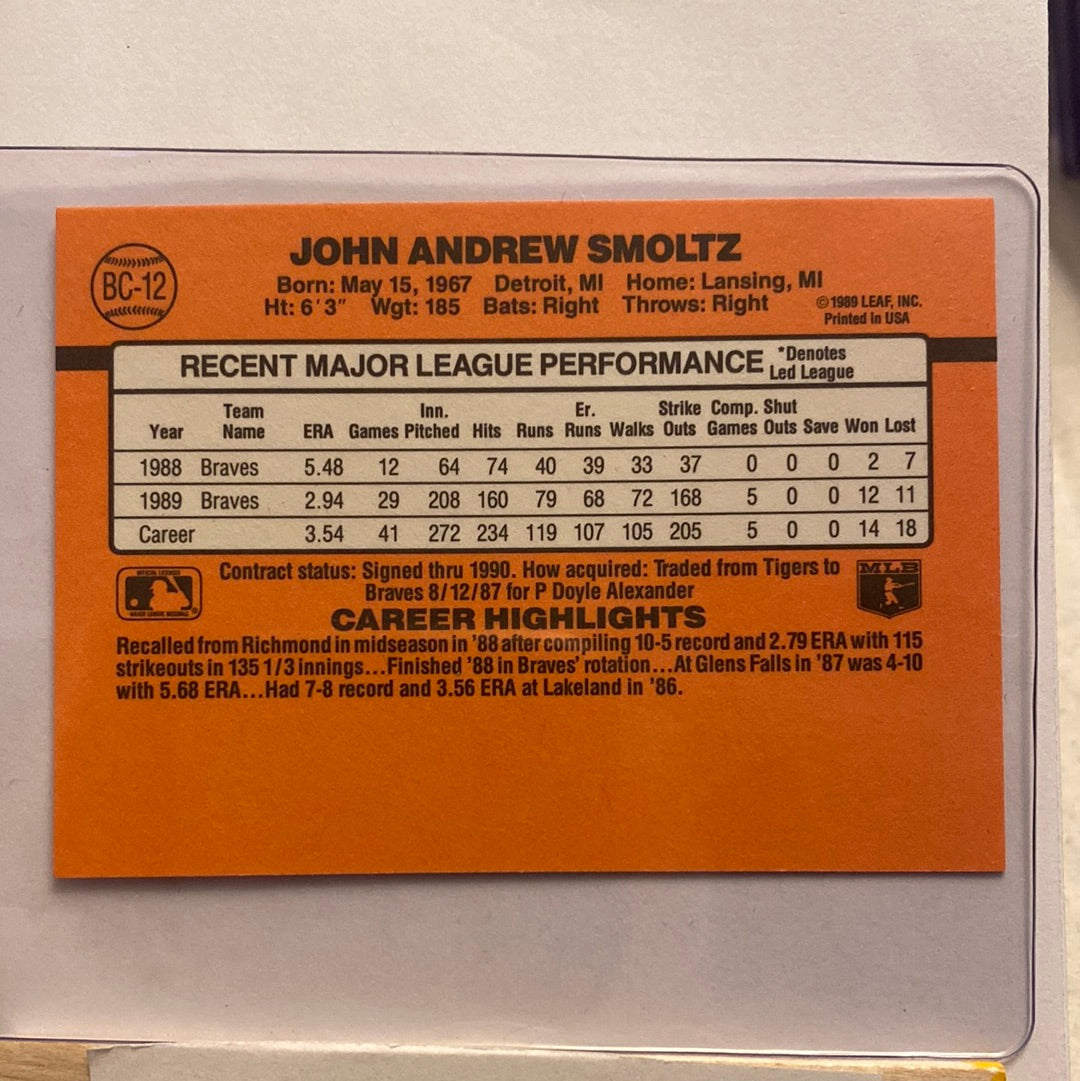 BC-12
JOHN ANDREW SMOLTZ
Born: May 15, 1967 Detroit, MI Home: Lansing, MI
Ht: 6'3" Wgt: 185 Bats: Right Throws: Right
©1989 LEAF, INC.
Printed In USA
RECENT MAJOR LEAGUE PERFORMANCE
*Denotes
Led League
Team Inn. Er. Strike Comp. Shut
Year Name ERA Games Pitched Hits Runs Runs Walks Outs Games Outs Save Won Lost
1988 Braves 5.48 12 64 74 40 39 33 37 0 0 0 2 7
1989 Braves 2.94 29 208 160 79 68 72 168 5 0 0 12 11
Career 3.54 41 272 234 119 107 105 205 5 0 0 14 18
Contract status: Signed thru 1990. How acquired: Traded from Tigers to
Braves 8/12/87 for P Doyle Alexander
MLB
CAREER HIGHLIGHTS
Recalled from Richmond in midseason in '88 after compiling 10-5 record and 2.79 ERA with 115
strikeouts in 135 1/3 innings...Finished '88 in Braves' rotation...At Glens Falls in '87 was 4-10
with 5.68 ERA...Had 7-8 record and 3.56 ERA at Lakeland in '86.